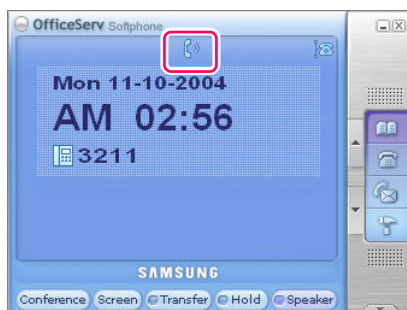 OfficeServ Softphone
Mon 11-10-2004
AM 02:56
3211
SAMSUNG
Conference Screen Transfer Hold Speaker